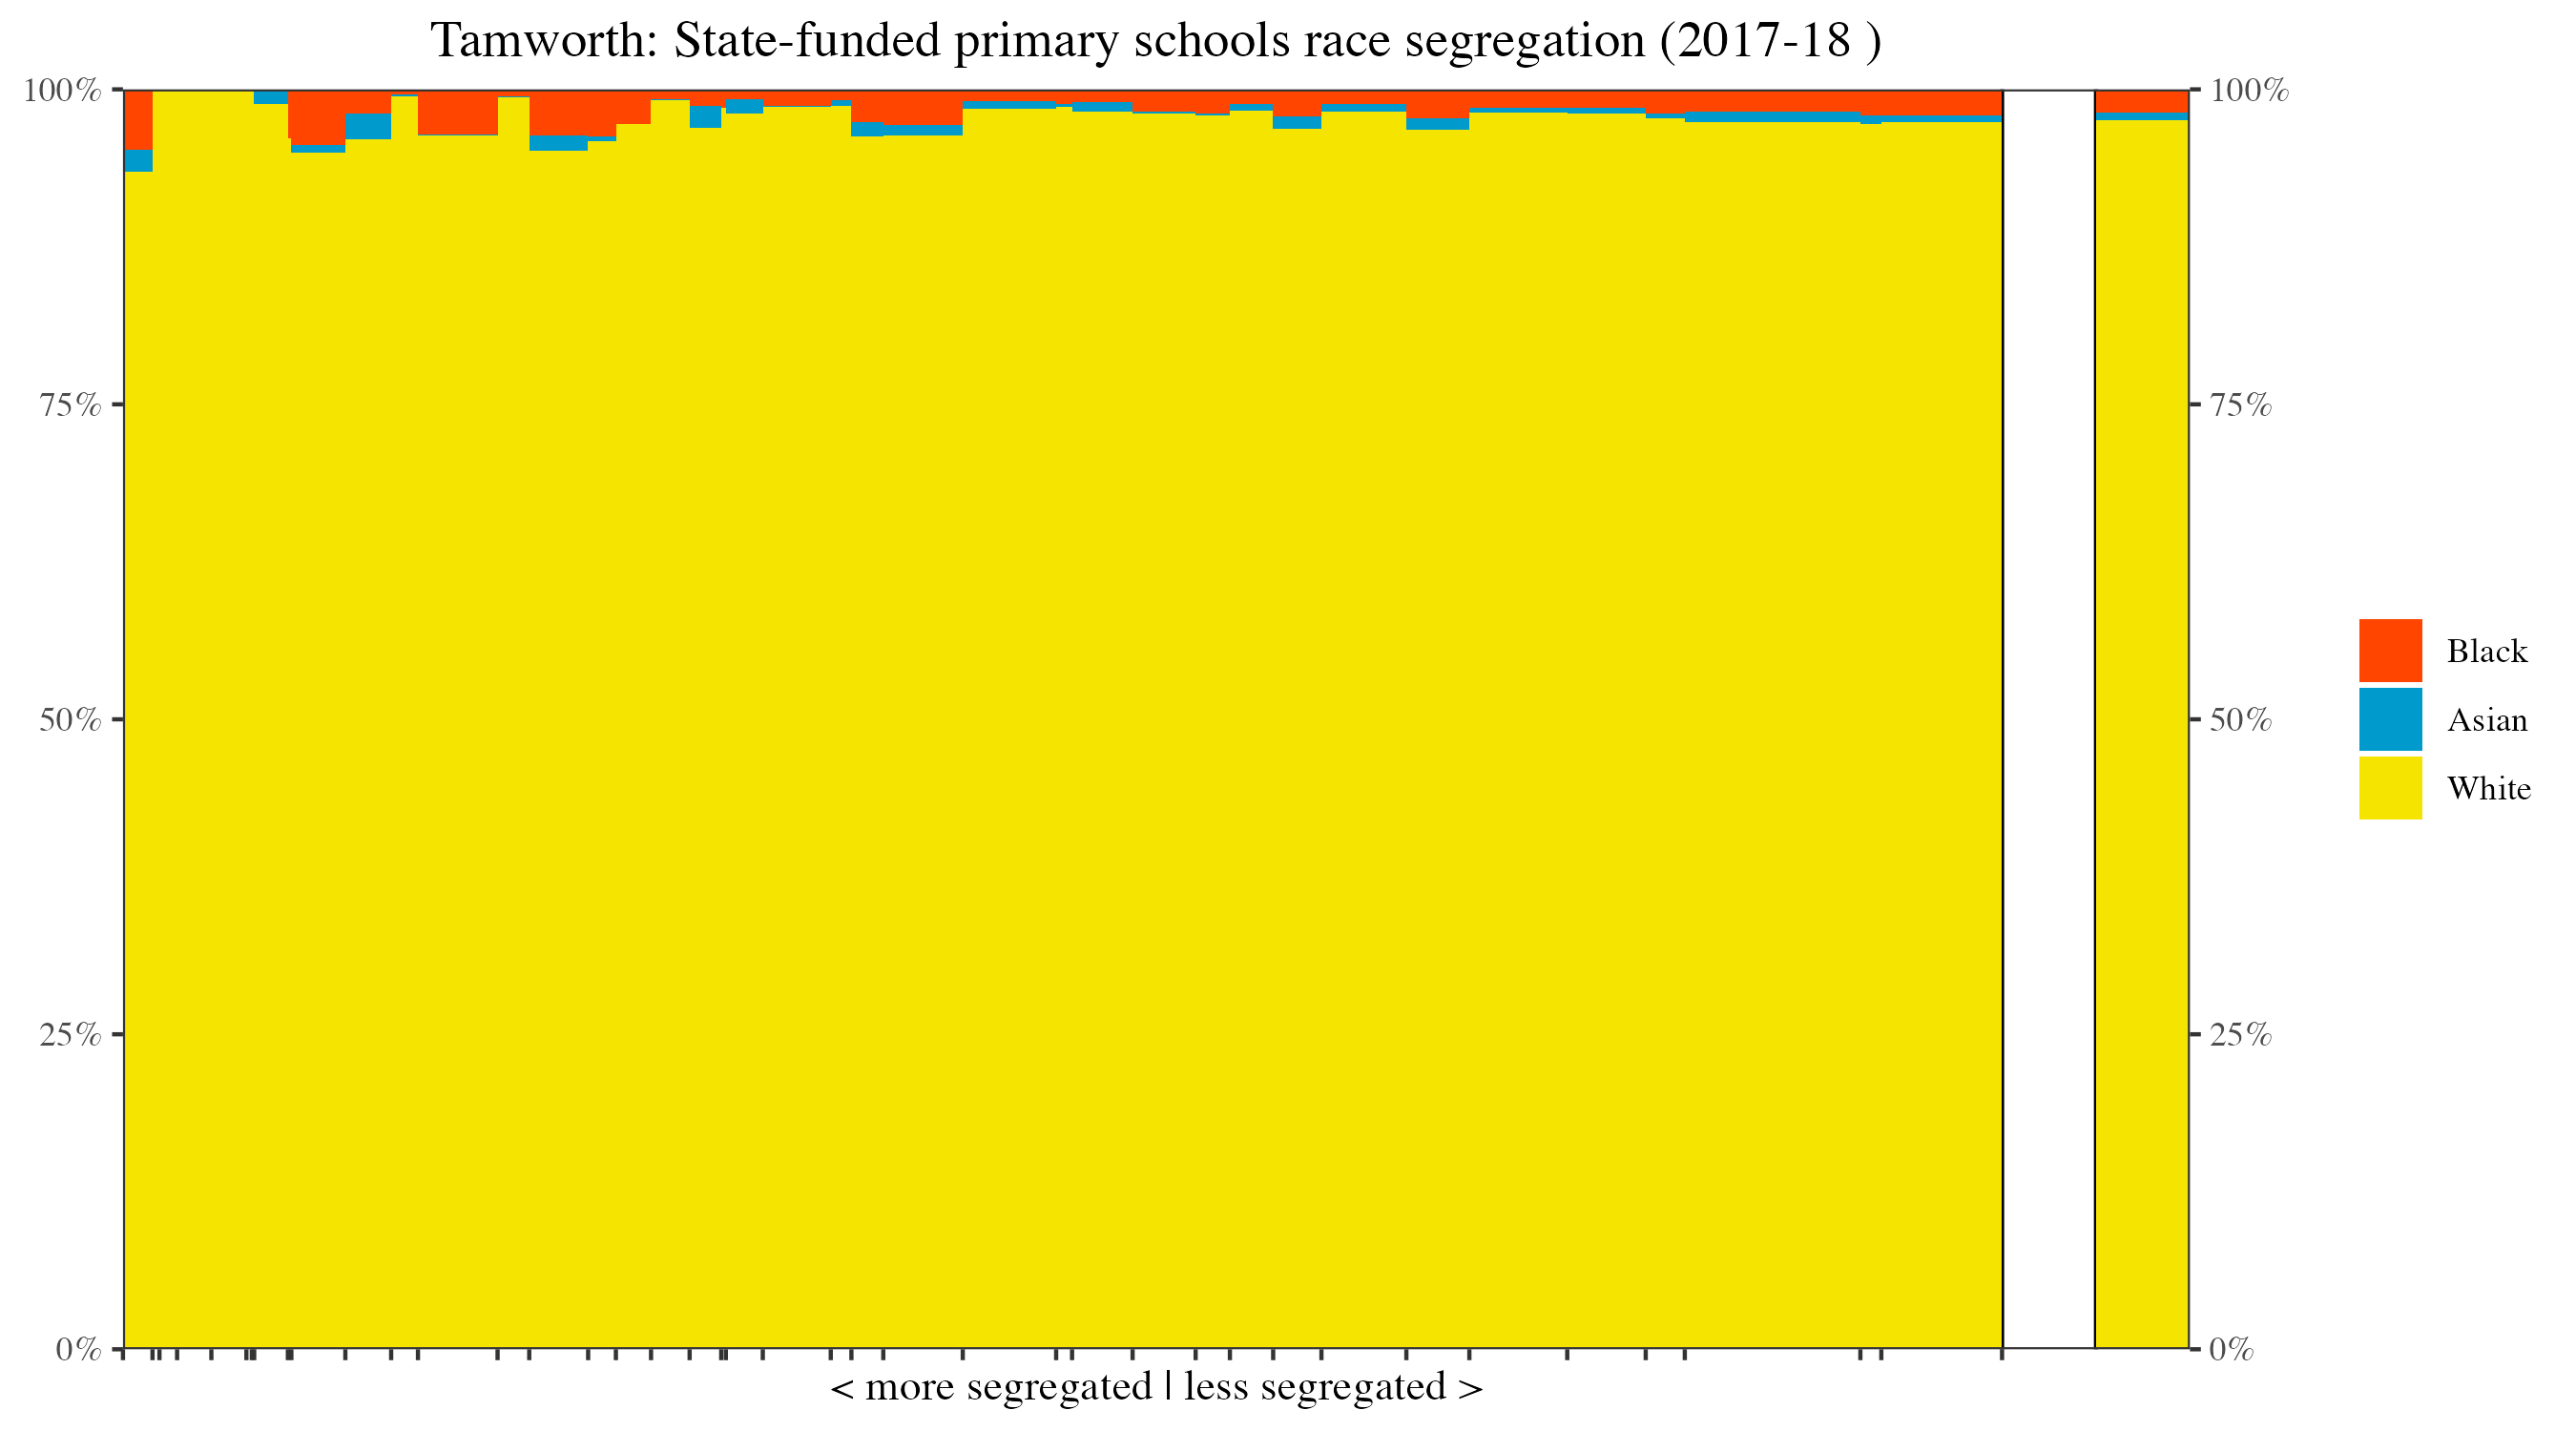 Tamworth: State-funded primary schools race segregation (2017-18 )
100%
75%
50%
25%
0%
100%
75%
50%
25%
0%
Black
Asian
White
< more segregated | less segregated >